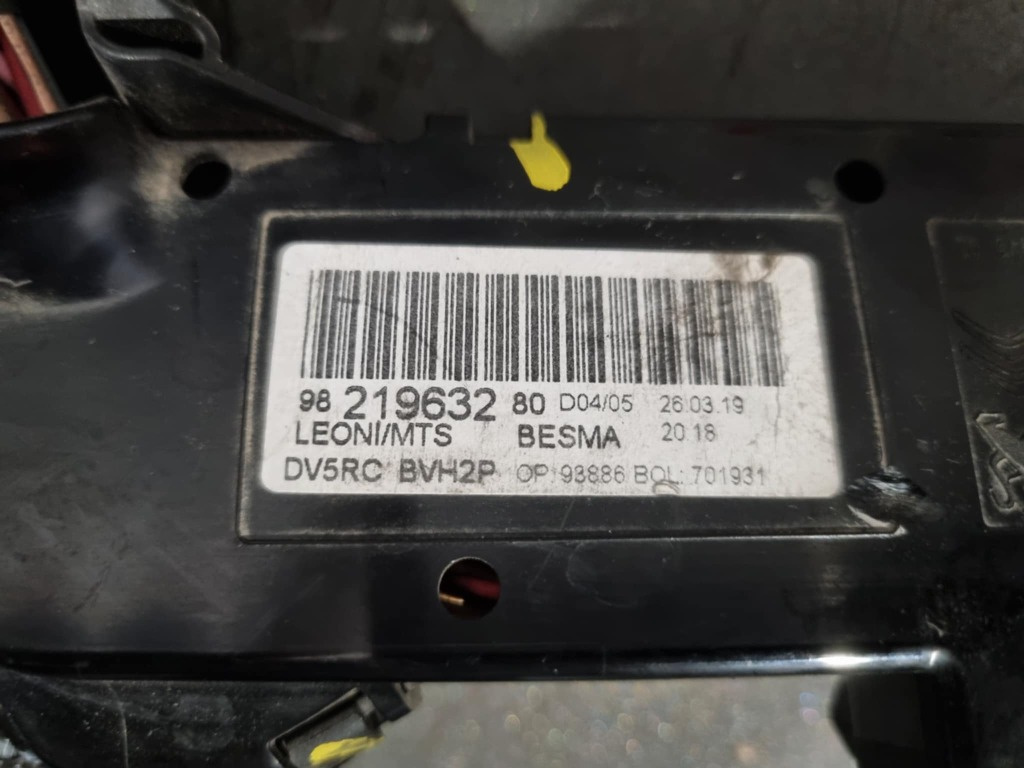 98 219632 80 D04/05 26.03.19
LEONI/MTS BESMA 20 18
DV5RC BVH2P OP: 93886 BOL: 701931